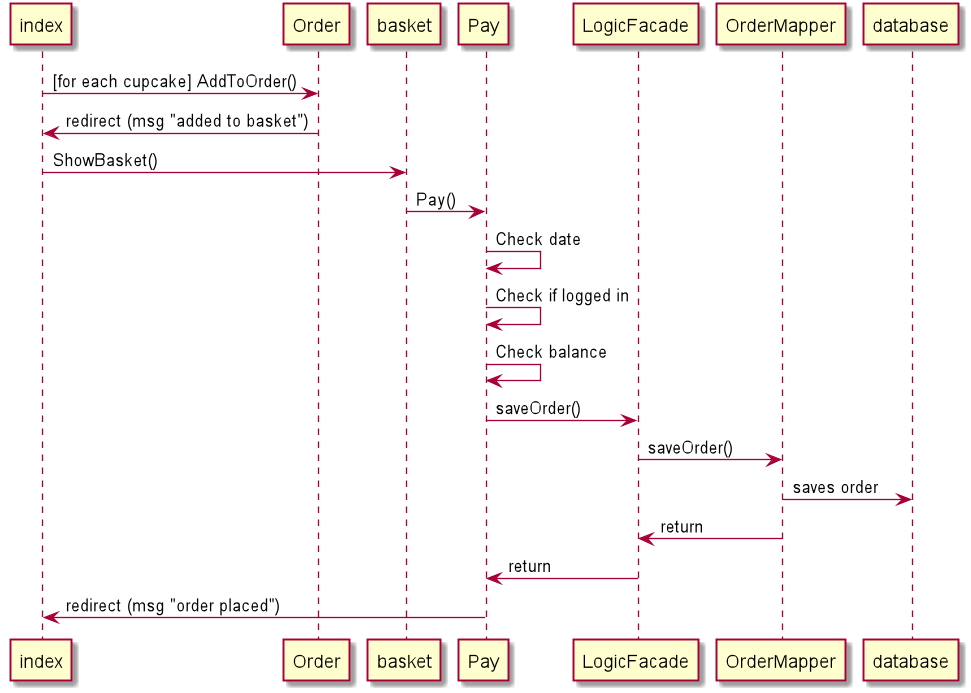 index Order basket Pay LogicFacade OrderMapper database
[for each cupcake] AddToOrder()
redirect (msg "added to basket")
ShowBasket()
Pay()
Check date
Check if logged in
Check balance
saveOrder()
saveOrder()
saves order
return
return
redirect (msg "order placed")
index Order basket Pay LogicFacade OrderMapper database